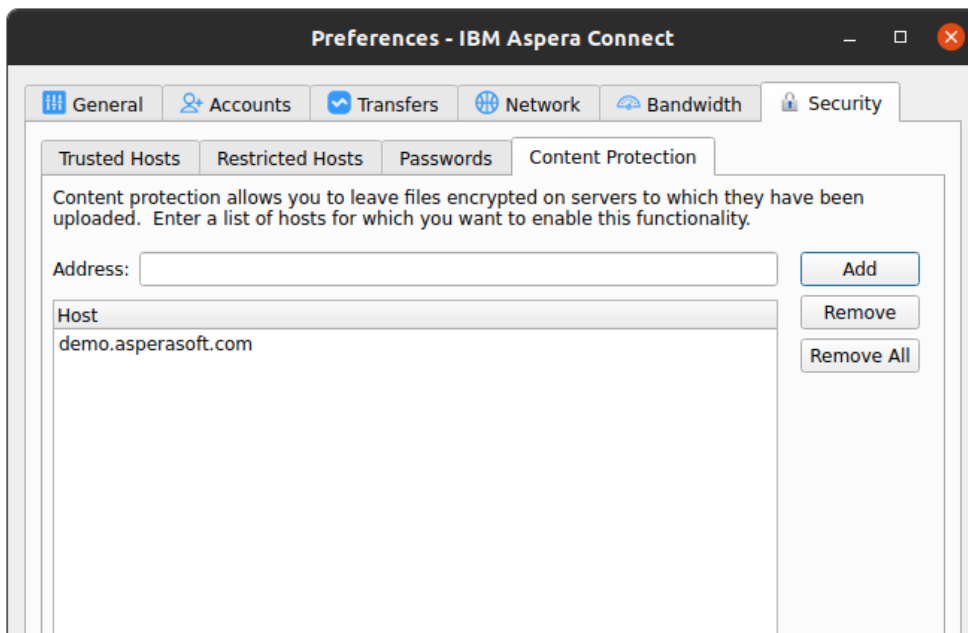 Preferences - IBM Aspera Connect
General Accounts Transfers Network Bandwidth Security
Trusted Hosts Restricted Hosts Passwords Content Protection
Content protection allows you to leave files encrypted on servers to which they have been
uploaded. Enter a list of hosts for which you want to enable this functionality.
Address: Add
Host Remove
demo.asperasoft.com Remove All